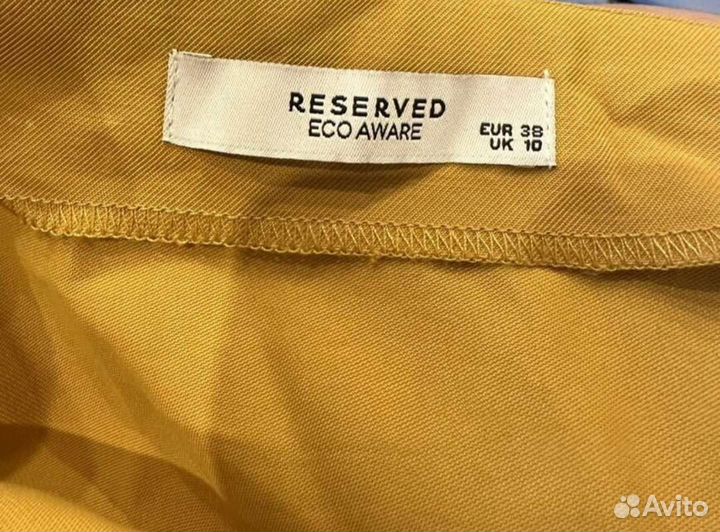 RESERVED
ECO AWARE
EUR 38
UK 10
Avito